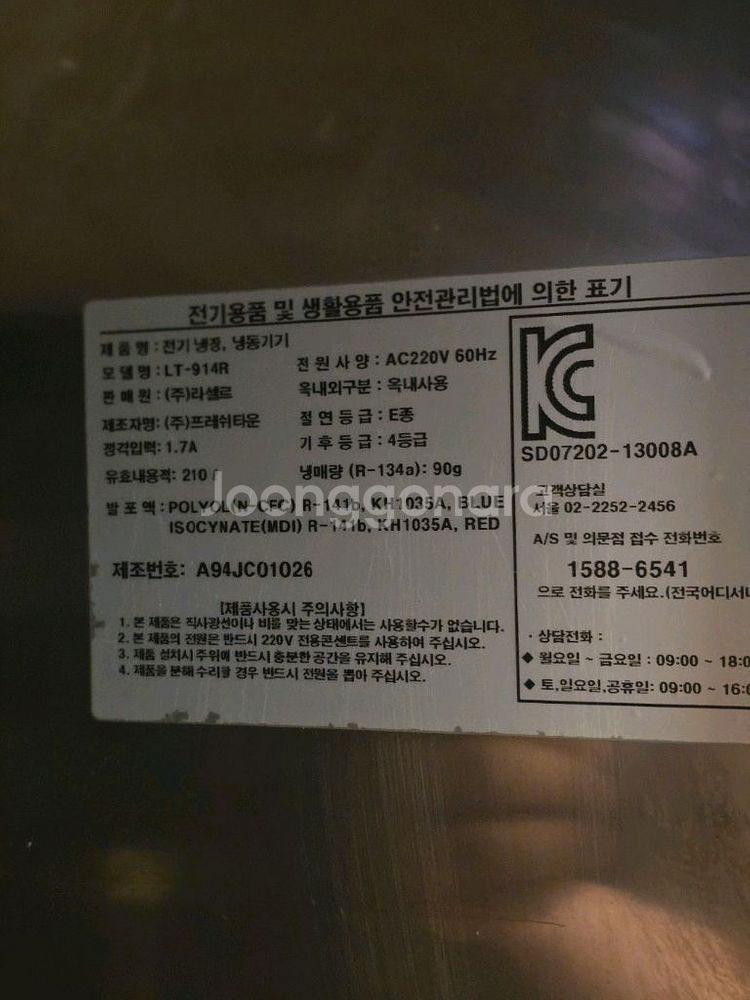 전기용품 및 생활용품 안전관리법에 의한 표기
제 품 명 : 전기 냉장, 냉동기기
모 델 명 : LT-914R
전 원 사 양 : AC220V 60Hz
판 매 원 : (주)라셀르
옥내외구분 : 옥내사용
제조자명: (주)프레쉬타운
절 연 등 급 : E종
정격입력: 1.7A
기 후 등 급 : 4등급
유효내용적: 210
냉매량 (R-134a): 90g
발 포 액 : POLYOL(N-CFC) R-141b, KH1035A, BLUE
ISOCYNATE(MDI) R-141b, KH1035A, RED
제조번호: A94JC01026
[제품사용시 주의사항]
1. 본 제품은 직사광선이나 비를 맞는 상태에서는 사용할수가 없습니다.
2. 본 제품의 전원은 반드시 220V 전용콘센트를 사용하여 주십시오.
3. 제품 설치시 주위에 반드시 충분한 공간을 유지해 주십시오.
4. 제품을 분해 수리할 경우 반드시 전원을 뽑아 주십시오.
SD07202-13008A
고객상담실
서울 02-2252-2456
A/S 및 의문점 접수 전화번호
1588-6541
으로 전화를 주세요.(전국어디서나
· 상담전화 :
◆ 월요일 ~ 금요일 : 09:00 ~ 18:0
◆ 토,일요일,공휴일: 09:00 ~ 16:0
Joonggonara